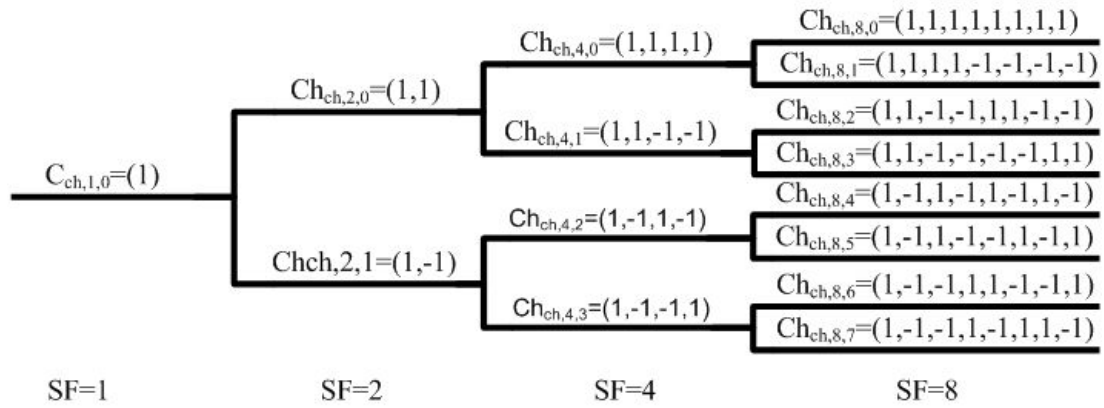 Ch_ch,8,0=(1,1,1,1,1,1,1,1)
Ch_ch,4,0=(1,1,1,1)
Ch_ch,8,1=(1,1,1,1,-1,-1,-1,-1)
Ch_ch,2,0=(1,1)
Ch_ch,8,2=(1,1,-1,-1,1,1,-1,-1)
Ch_ch,4,1=(1,1,-1,-1)
Ch_ch,8,3=(1,1,-1,-1,-1,-1,1,1)
C_ch,1,0=(1)
Ch_ch,8,4=(1,-1,1,-1,1,-1,1,-1)
Ch_ch,4,2=(1,-1,1,-1)
Ch_ch,8,5=(1,-1,1,-1,-1,1,-1,1)
Chch,2,1=(1,-1)
Ch_ch,8,6=(1,-1,-1,1,1,-1,-1,1)
Ch_ch,4,3=(1,-1,-1,1)
Ch_ch,8,7=(1,-1,-1,1,-1,1,1,-1)
SF=1 SF=2 SF=4 SF=8